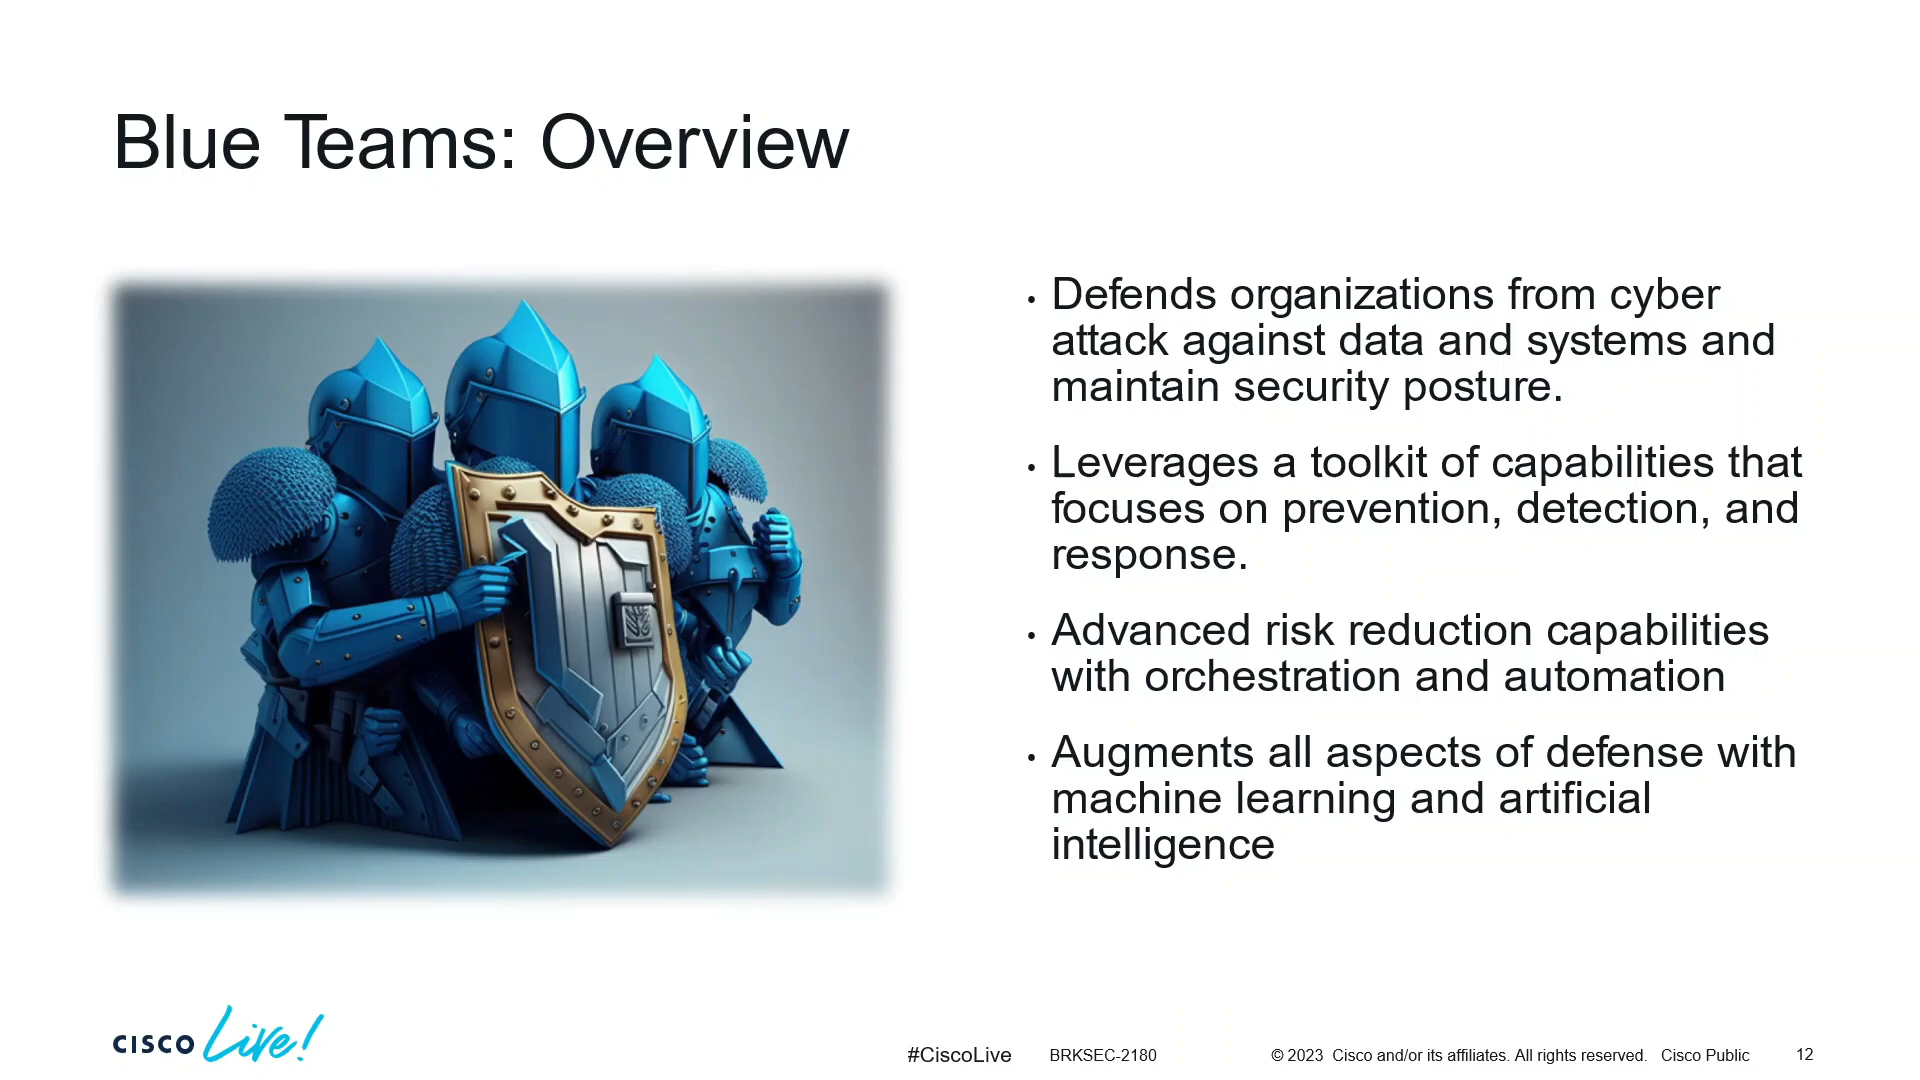 Blue Teams: Overview
• Defends organizations from cyber
attack against data and systems and
maintain security posture.
• Leverages a toolkit of capabilities that
focuses on prevention, detection, and
response.
• Advanced risk reduction capabilities
with orchestration and automation
• Augments all aspects of defense with
machine learning and artificial
intelligence
CISCO Live!
#CiscoLive BRKSEC-2180 © 2023 Cisco and/or its affiliates. All rights reserved. Cisco Public 12